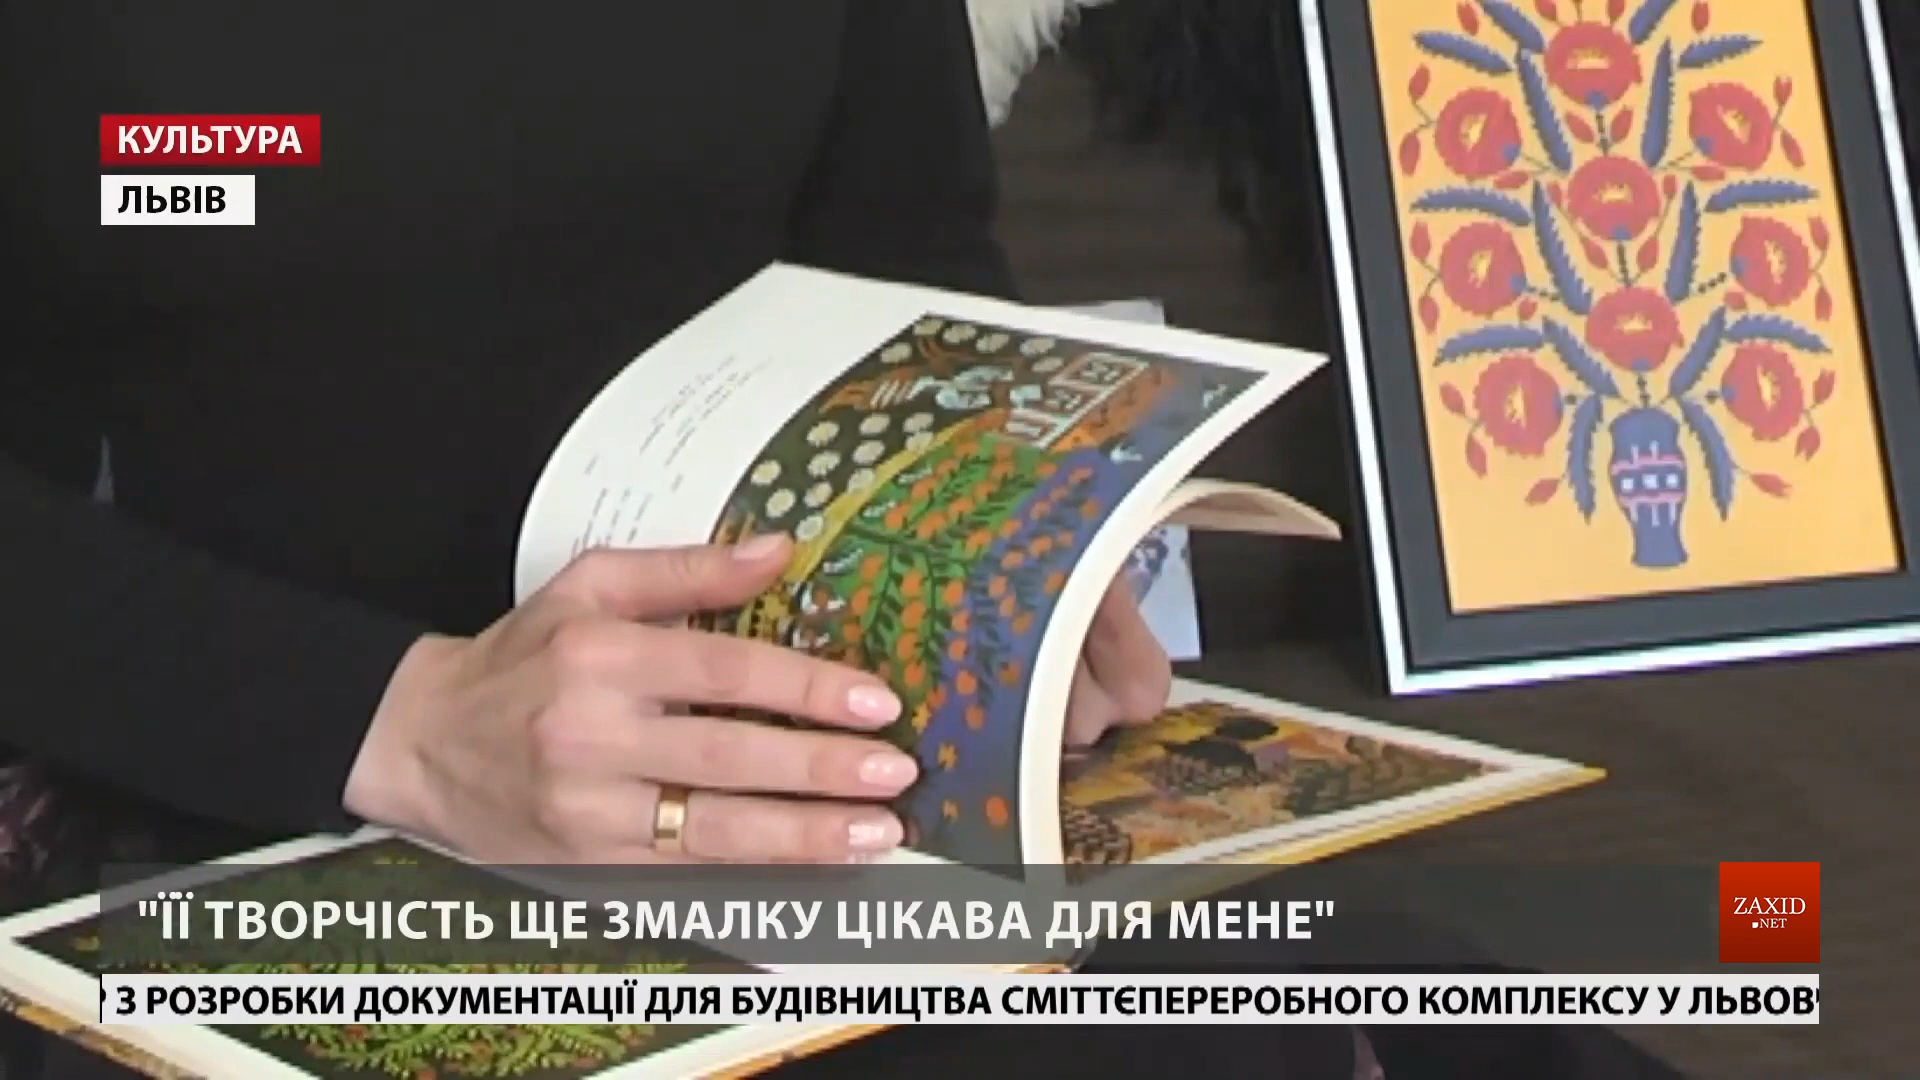 КУЛЬТУРА
ЛЬВІВ
"ЇЇ ТВОРЧІСТЬ ЩЕ ЗМАЛКУ ЦІКАВА ДЛЯ МЕНЕ"
ZAXID
.NET
З РОЗРОБКИ ДОКУМЕНТАЦІЇ ДЛЯ БУДІВНИЦТВА СМІТТЄПЕРЕРОБНОГО КОМПЛЕКСУ У ЛЬВОВ